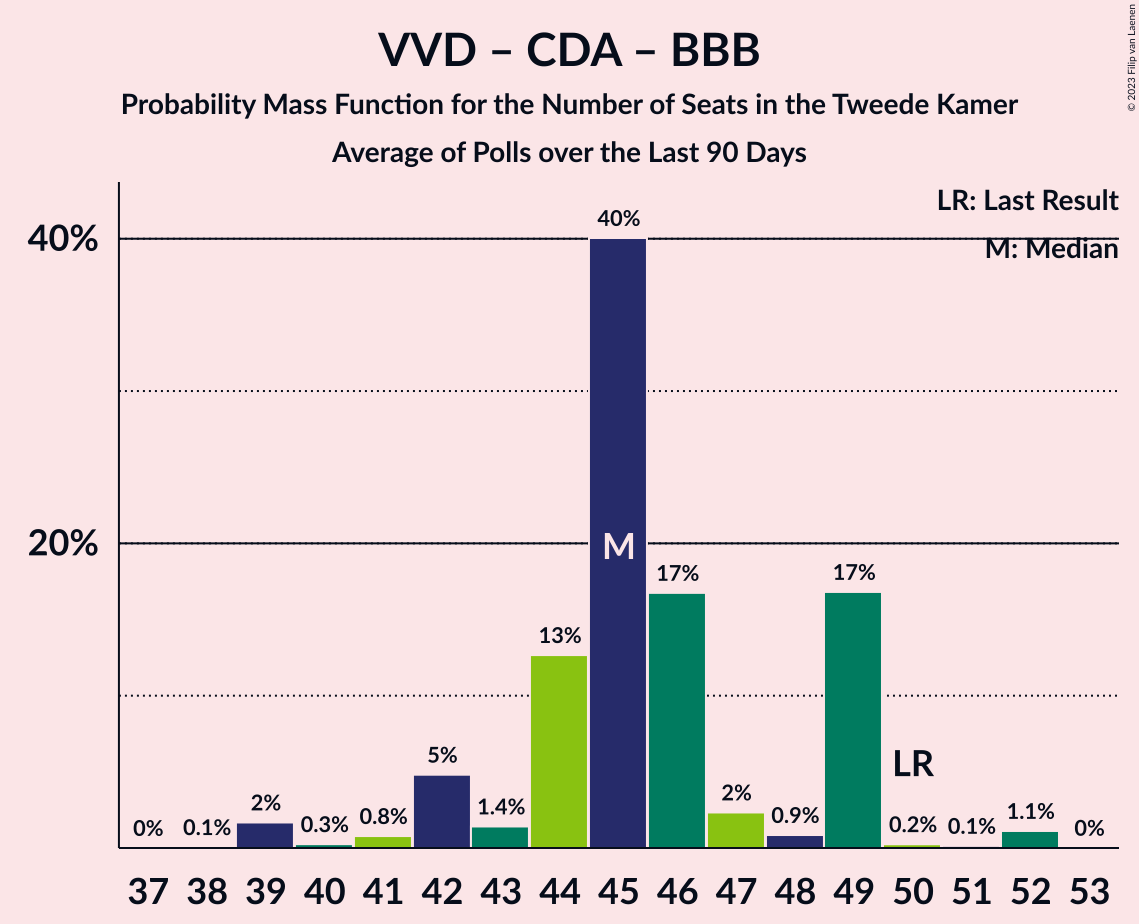 VVD – CDA – BBB
Probability Mass Function for the Number of Seats in the Tweede Kamer
Average of Polls over the Last 90 Days
© 2023 Filip van Laenen
LR: Last Result
M: Median
40%
20%
0%
0.1%
2%
0.3%
0.8%
5%
1.4%
13%
40%
17%
2%
0.9%
17%
0.2%
0.1%
1.1%
0%
M
LR
37 38 39 40 41 42 43 44 45 46 47 48 49 50 51 52 53